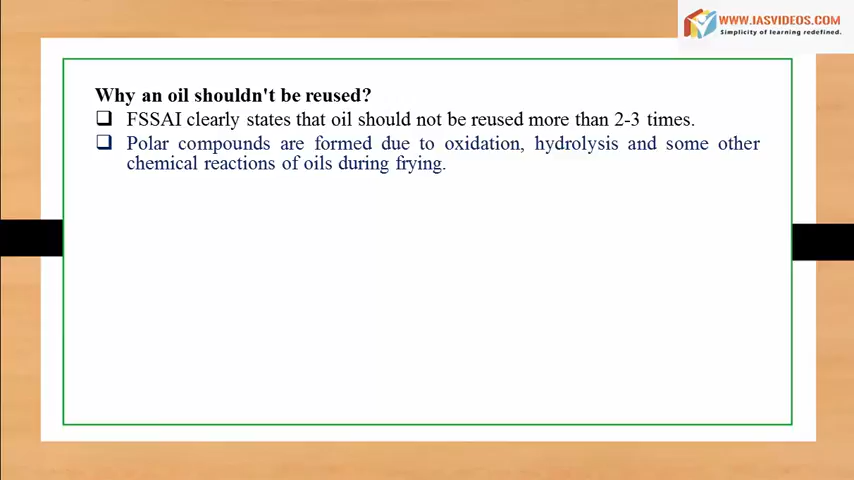 WWW.IASVIDEOS.COM
Simplicity of learning redefined.
Why an oil shouldn't be reused?
FSSAI clearly states that oil should not be reused more than 2-3 times.
Polar compounds are formed due to oxidation, hydrolysis and some other
chemical reactions of oils during frying.